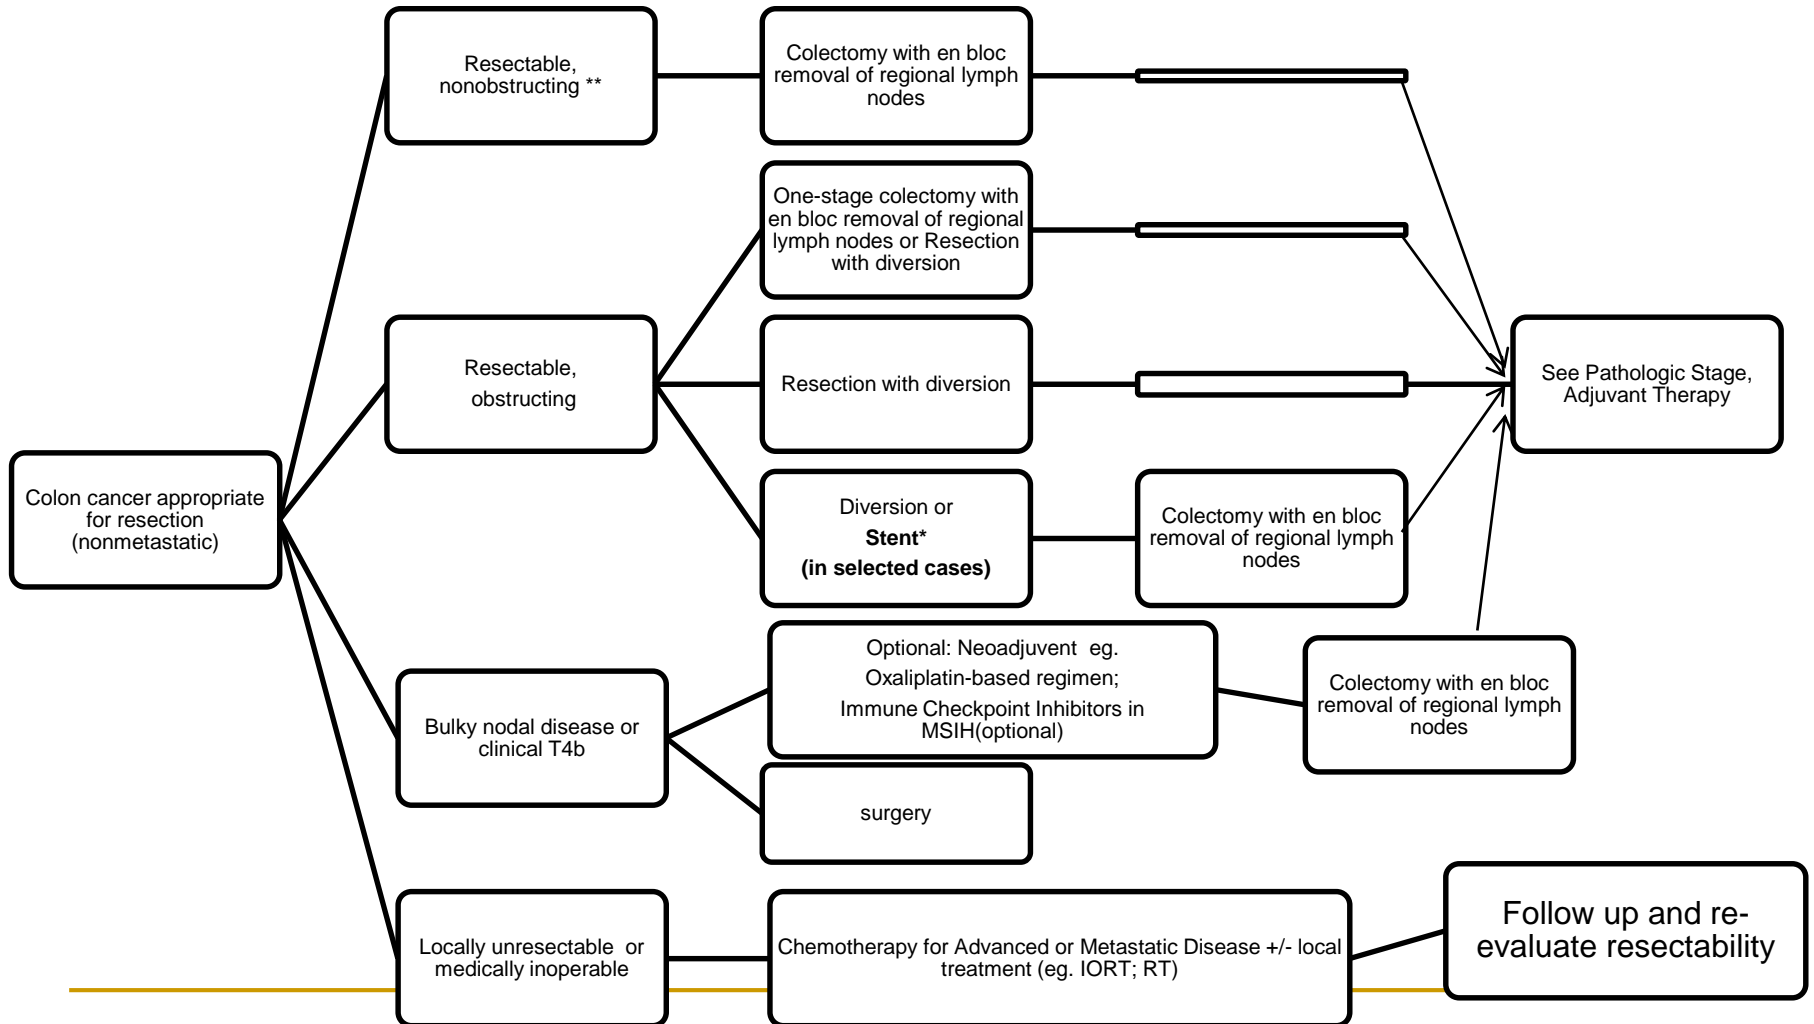 Resectable,
nonobstructing **
Colectomy with en bloc
removal of regional lymph
nodes
One-stage colectomy with
en bloc removal of regional
lymph nodes or Resection
with diversion
Resectable,
obstructing
Resection with diversion
See Pathologic Stage,
Adjuvant Therapy
Colon cancer appropriate
for resection
(nonmetastatic)
Diversion or
Stent*
(in selected cases)
Colectomy with en bloc
removal of regional lymph
nodes
Bulky nodal disease or
clinical T4b
Optional: Neoadjuvent eg.
Oxaliplatin-based regimen;
Immune Checkpoint Inhibitors in
MSIH(optional)
Colectomy with en bloc
removal of regional lymph
nodes
surgery
Locally unresectable or
medically inoperable
Chemotherapy for Advanced or Metastatic Disease +/- local
treatment (eg. IORT; RT)
Follow up and re-
evaluate resectability